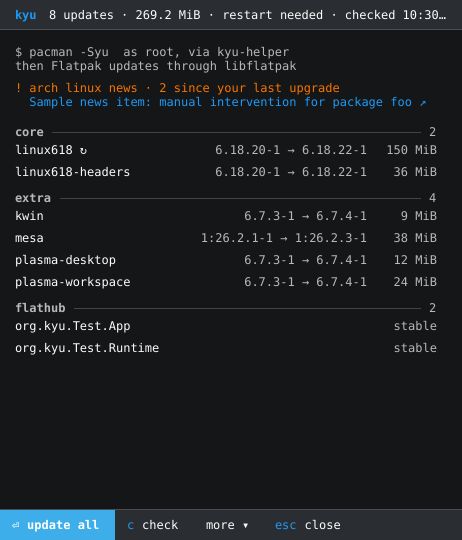 kyu 8 updates · 269.2 MiB · restart needed · checked 10:30…
$ pacman -Syu as root, via kyu-helper
then Flatpak updates through libflatpak
! arch linux news · 2 since your last upgrade
Sample news item: manual intervention for package foo ↗
core 2
linux618 ↻ 6.18.20-1 → 6.18.22-1 150 MiB
linux618-headers 6.18.20-1 → 6.18.22-1 36 MiB
extra 4
kwin 6.7.3-1 → 6.7.4-1 9 MiB
mesa 1:26.2.1-1 → 1:26.2.3-1 38 MiB
plasma-desktop 6.7.3-1 → 6.7.4-1 12 MiB
plasma-workspace 6.7.3-1 → 6.7.4-1 24 MiB
flathub 2
org.kyu.Test.App stable
org.kyu.Test.Runtime stable
⏎ update all c check more ▾ esc close